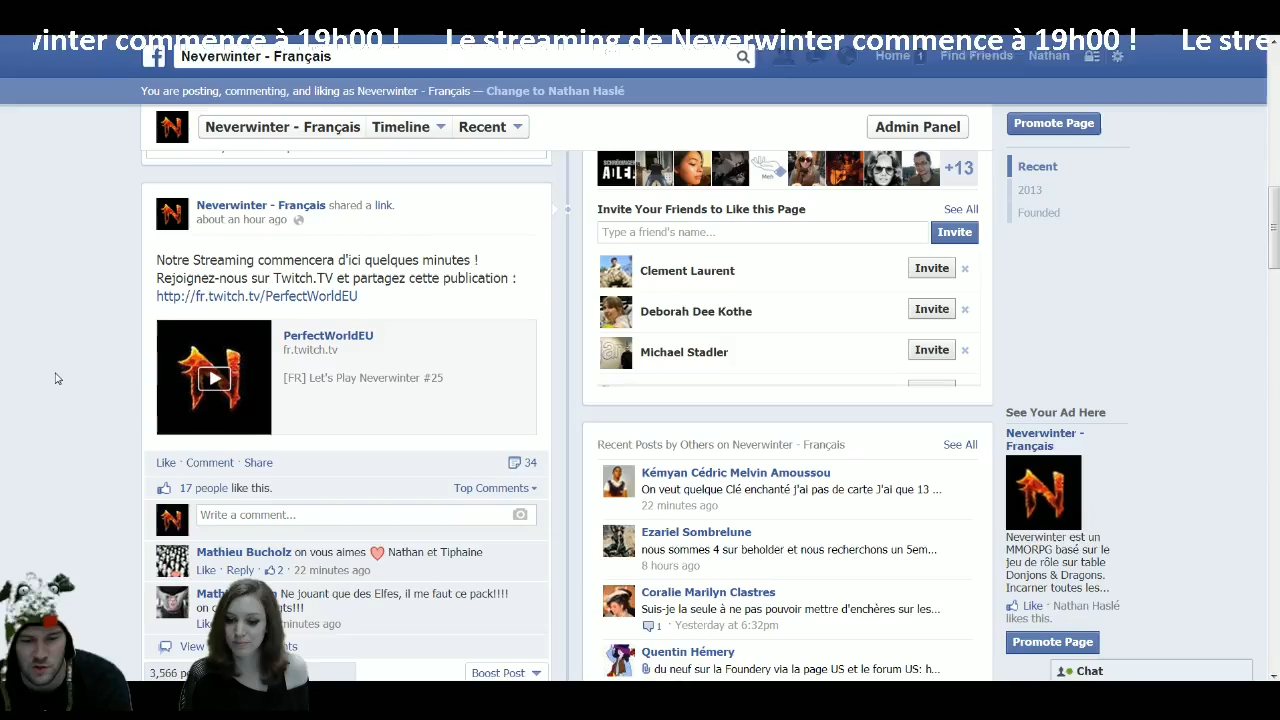 winter commence à 19h00 ! Le streaming de Neverwinter commence à 19h00 ! Le stre
Neverwinter - Français
Home 1 Find Friends Nathan
You are posting, commenting, and liking as Neverwinter - Français — Change to Nathan Haslé
Neverwinter - Français Timeline Recent Admin Panel
Promote Page
Recent
2013
Founded
Neverwinter - Français shared a link.
about an hour ago
Notre Streaming commencera d'ici quelques minutes !
Rejoignez-nous sur Twitch.TV et partagez cette publication :
http://fr.twitch.tv/PerfectWorldEU
PerfectWorldEU
fr.twitch.tv
[FR] Let's Play Neverwinter #25
Like · Comment · Share 34
17 people like this. Top Comments
Write a comment...
Mathieu Bucholz on vous aimes Nathan et Tiphaine
Like · Reply · 2 · 22 minutes ago
Ne jouant que des Elfes, il me faut ce pack!!!!
minutes ago
View
3,566
Boost Post
+13
Invite Your Friends to Like this Page See All
Type a friend's name... Invite
Clement Laurent Invite
Deborah Dee Kothe Invite
Michael Stadler Invite
Recent Posts by Others on Neverwinter - Français See All
Kémyan Cédric Melvin Amoussou
On veut quelque Clé enchanté j'ai pas de carte J'ai que 13 ...
22 minutes ago
Ezariel Sombrelune
nous sommes 4 sur beholder et nous recherchons un 5em...
8 hours ago
Coralie Marilyn Clastres
Suis-je la seule à ne pas pouvoir mettre d'enchères sur les...
1 · Yesterday at 6:32pm
Quentin Hémery
du neuf sur la Foundery via la page US et le forum US: h...
See Your Ad Here
Neverwinter -
Français
Neverwinter est un
MMORPG basé sur le
jeu de rôle sur table
Donjons & Dragons.
Incarner toutes les...
Like · Nathan Haslé
likes this.
Promote Page
Chat